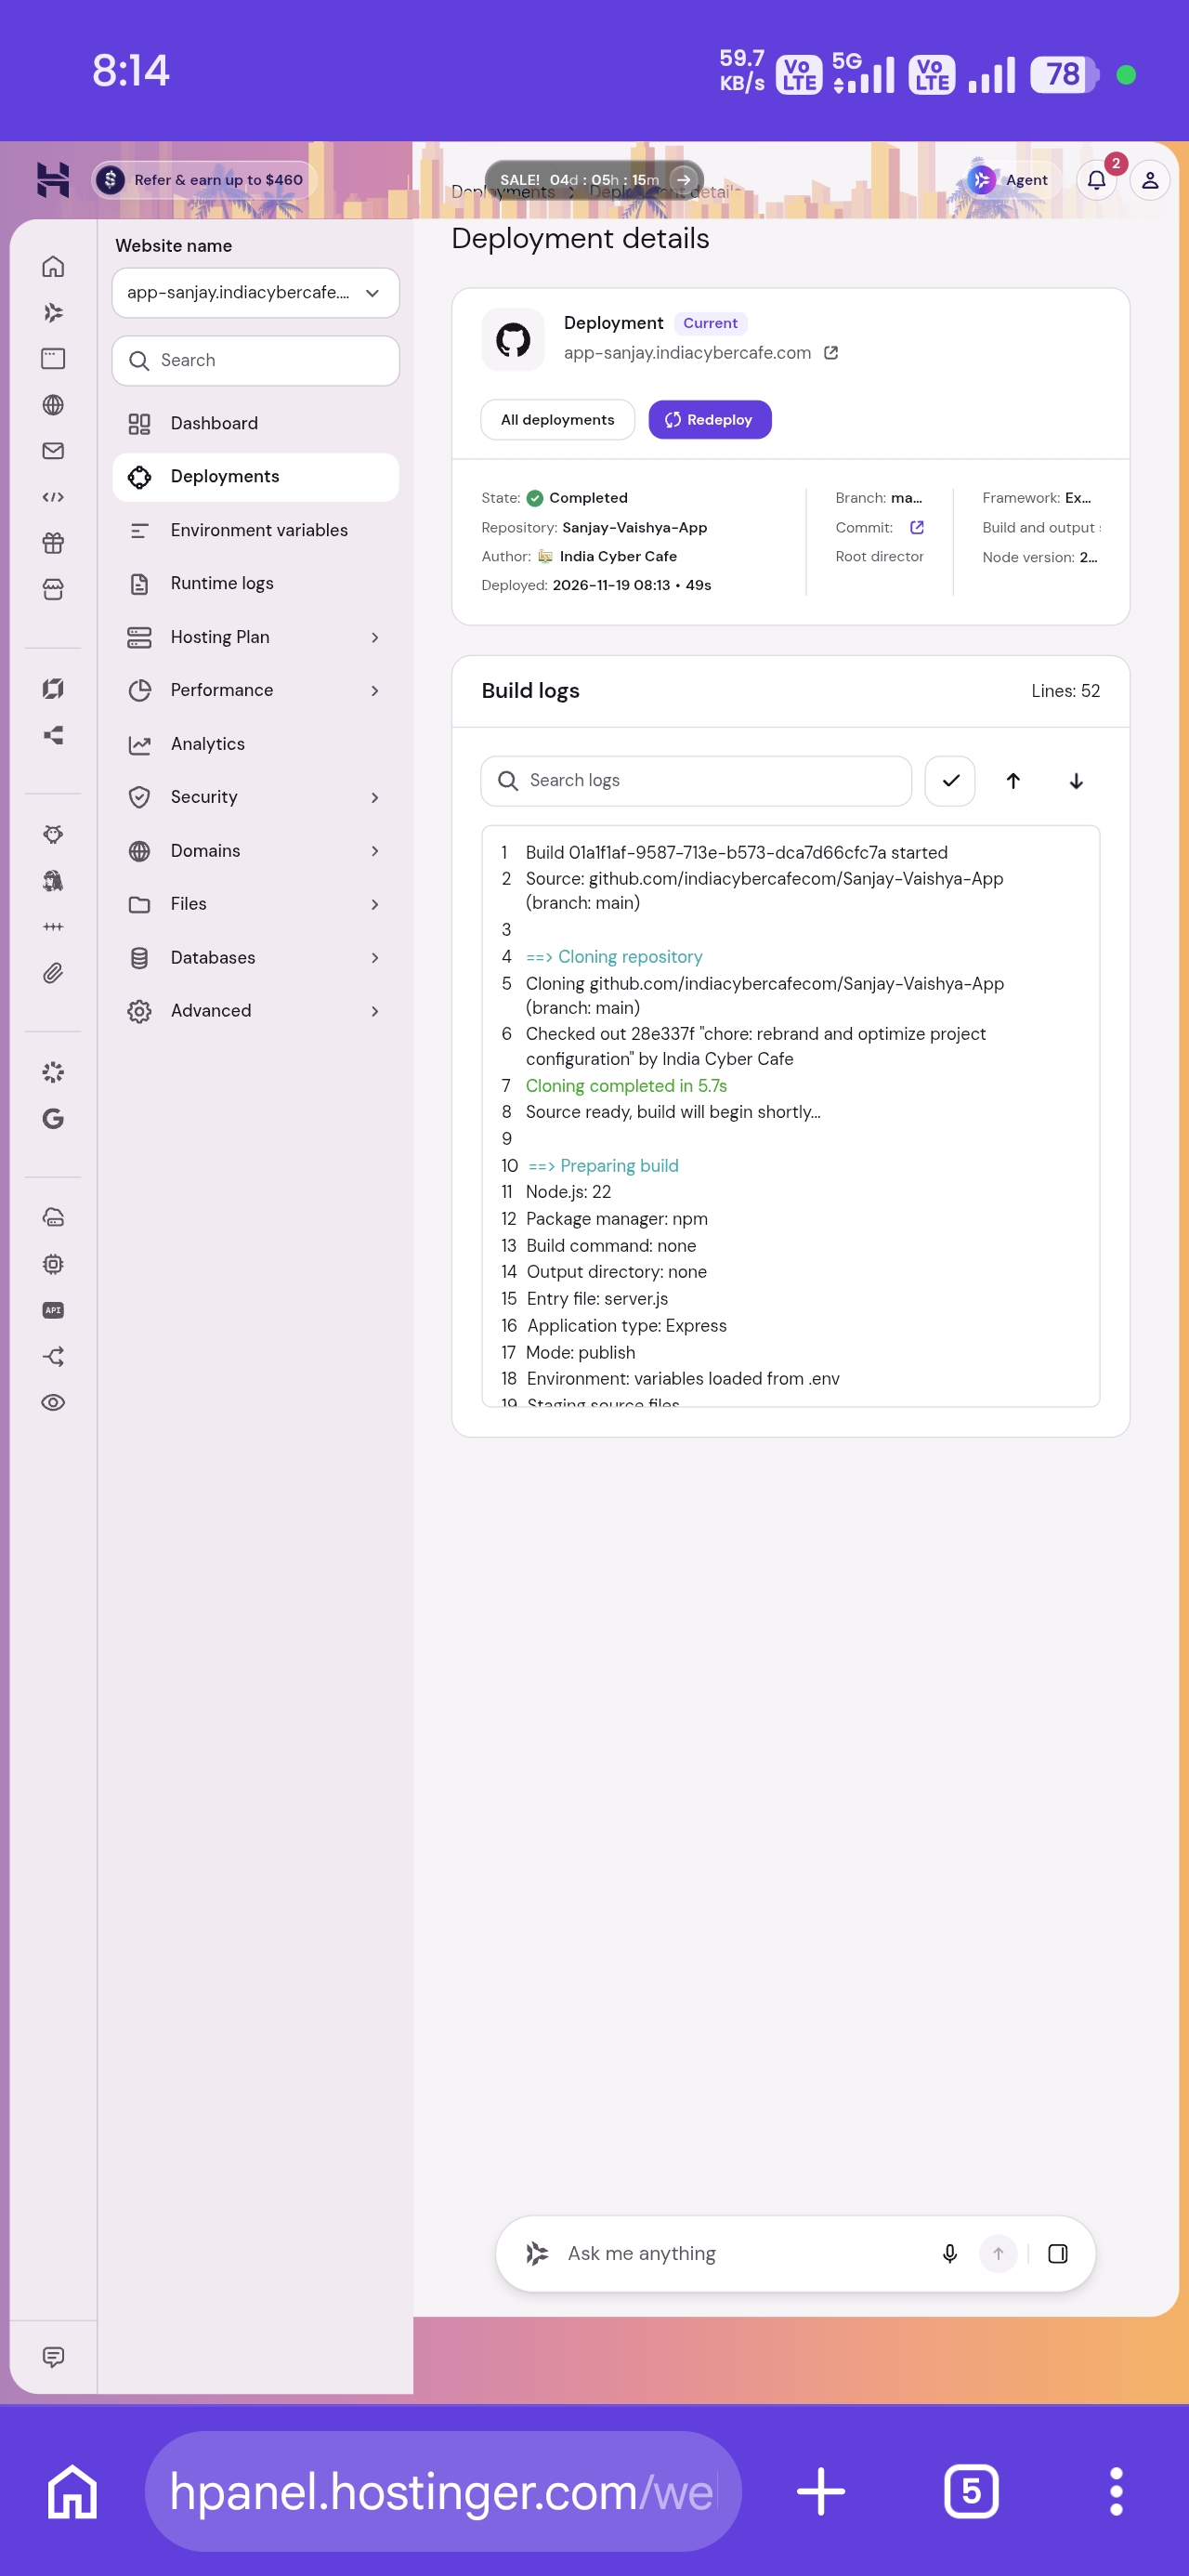 8:14
59.7 KB/s
Vo LTE
5G
Vo LTE
78
Refer & earn up to $460
SALE! 04d : 05h : 15m
Agent
2
Deployments
Website name
app-sanjay.indiacybercafe....
Search
Dashboard
Deployments
Environment variables
Runtime logs
Hosting Plan
Performance
Analytics
Security
Domains
Files
Databases
Advanced
API
Deployment details
Deployment Current
app-sanjay.indiacybercafe.com
All deployments
Redeploy
State: Completed
Repository: Sanjay-Vaishya-App
Author: India Cyber Cafe
Deployed: 2026-11-19 08:13 • 49s
Branch: ma...
Commit:
Root director
Framework: Ex...
Build and output
Node version: 2...
Build logs
Lines: 52
Search logs
1 Build 01a1f1af-9587-713e-b573-dca7d66cfc7a started
2 Source: github.com/indiacybercafecom/Sanjay-Vaishya-App
(branch: main)
3
4 ==> Cloning repository
5 Cloning github.com/indiacybercafecom/Sanjay-Vaishya-App
(branch: main)
6 Checked out 28e337f "chore: rebrand and optimize project
configuration" by India Cyber Cafe
7 Cloning completed in 5.7s
8 Source ready, build will begin shortly...
9
10 ==> Preparing build
11 Node.js: 22
12 Package manager: npm
13 Build command: none
14 Output directory: none
15 Entry file: server.js
16 Application type: Express
17 Mode: publish
18 Environment: variables loaded from .env
19 Staging source files
Ask me anything
hpanel.hostinger.com/we
5